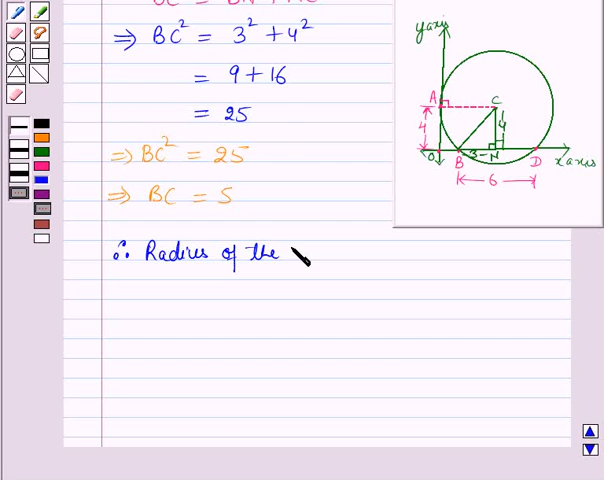 ⇒ BC² = 3² + 4²
= 9 + 16
= 25
⇒ BC² = 25
⇒ BC = 5
∴ Radius of the
y axis
A
C
4
4
O
B
3
N
D
x axis
6